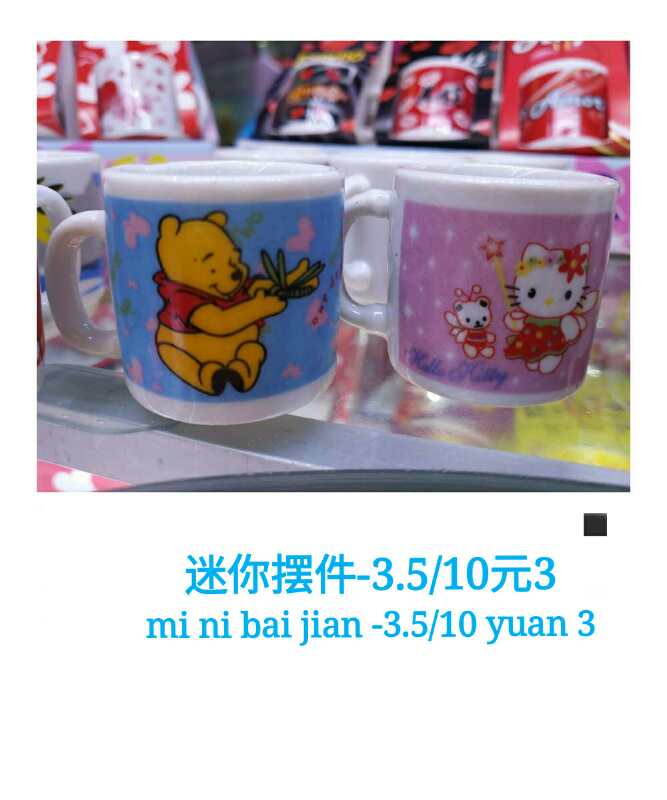 Amor
Hello Kitty
迷你摆件-3.5/10元3
mi ni bai jian -3.5/10 yuan 3